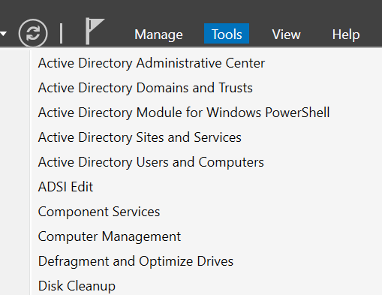 Manage Tools View Help
Active Directory Administrative Center
Active Directory Domains and Trusts
Active Directory Module for Windows PowerShell
Active Directory Sites and Services
Active Directory Users and Computers
ADSI Edit
Component Services
Computer Management
Defragment and Optimize Drives
Disk Cleanup